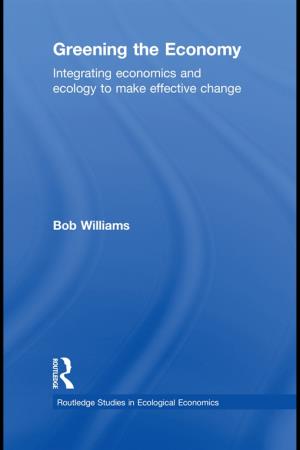 Greening the Economy
Integrating economics and
ecology to make effective change
Bob Williams
ROUTLEDGE
Routledge Studies in Ecological Economics